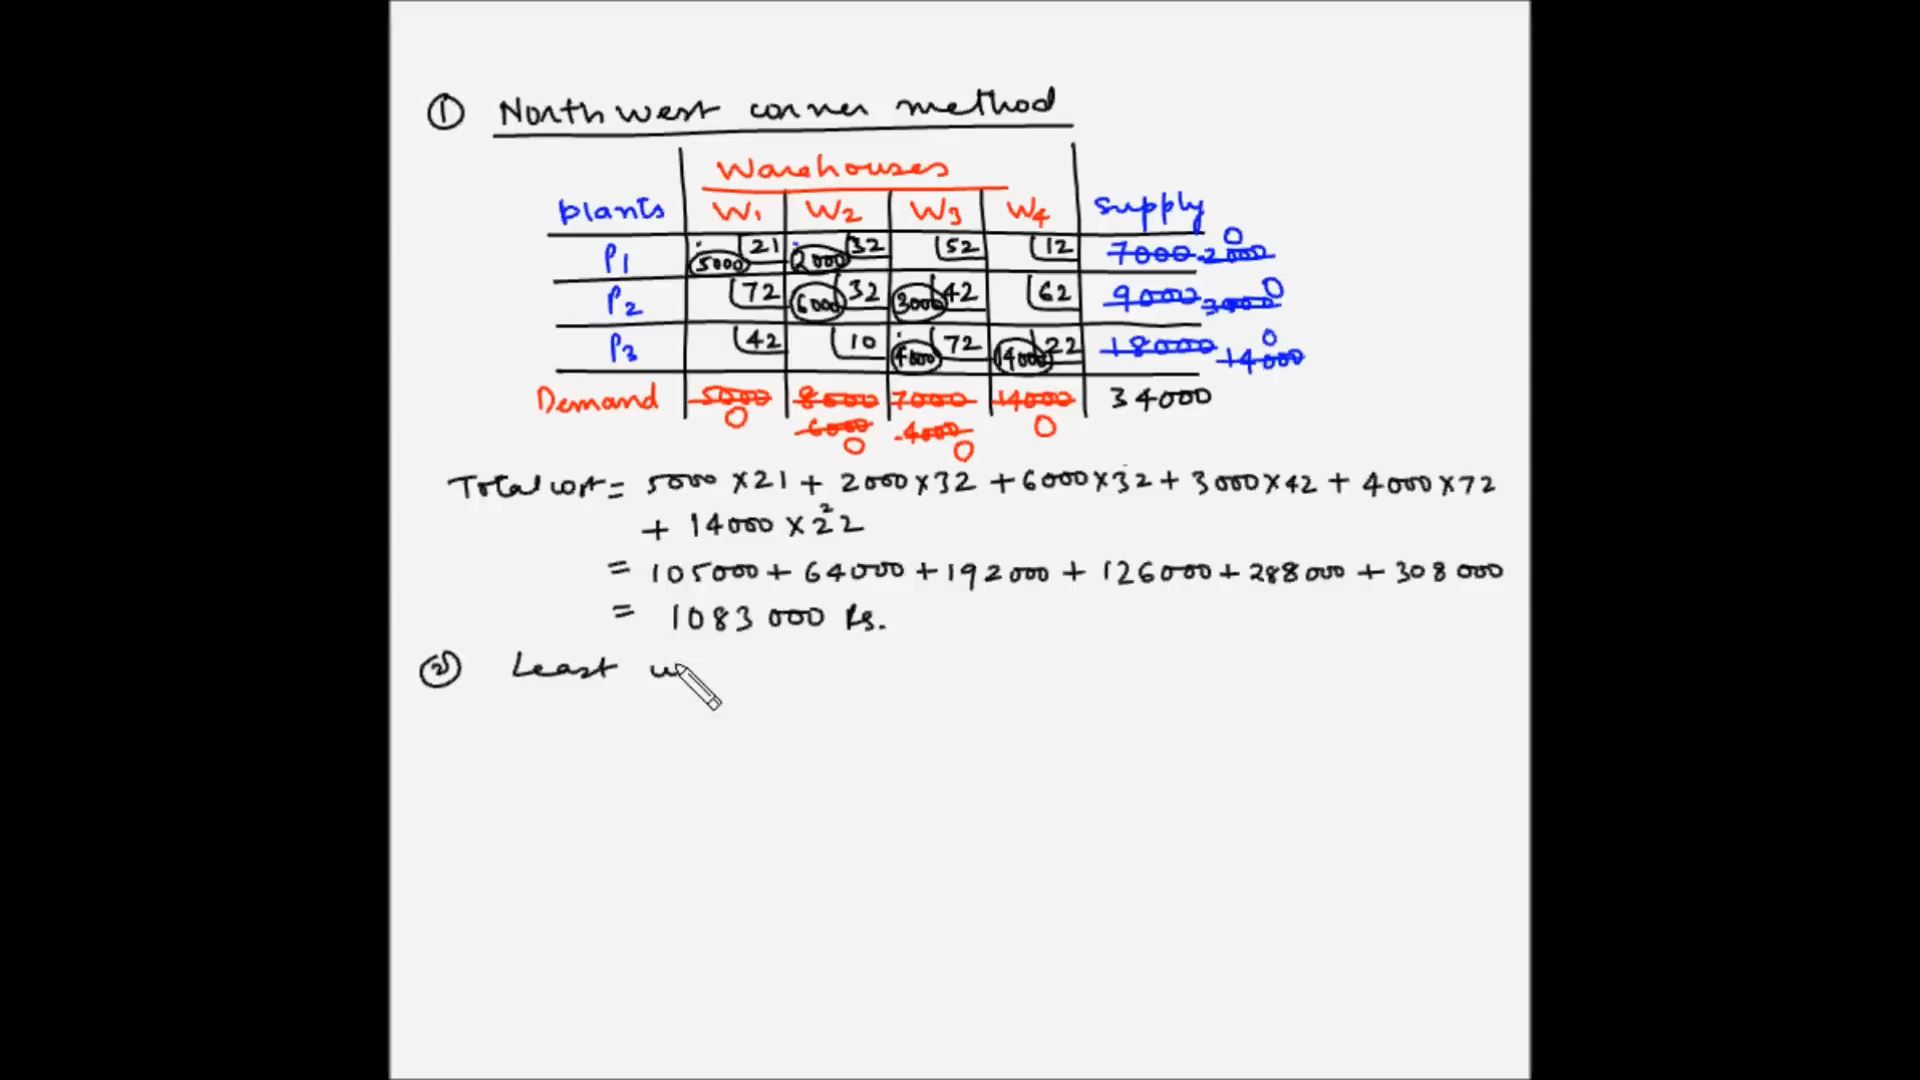 ① Northwest corner method
Warehouses
plants W1 W2 W3 W4 supply
P1 5000 21 2000 32 52 12 7000 2000 0
P2 72 6000 32 3000 42 62 9000 3000 0
P3 42 10 4000 72 14000 22 18000 14000 0
Demand 5000 8000 7000 14000 34000
0 6000 4000 0
0 0
Total cost = 5000 × 21 + 2000 × 32 + 6000 × 32 + 3000 × 42 + 4000 × 72
+ 14000 × 22
= 105000 + 64000 + 192000 + 126000 + 288000 + 308000
= 1083000 Rs.
② Least